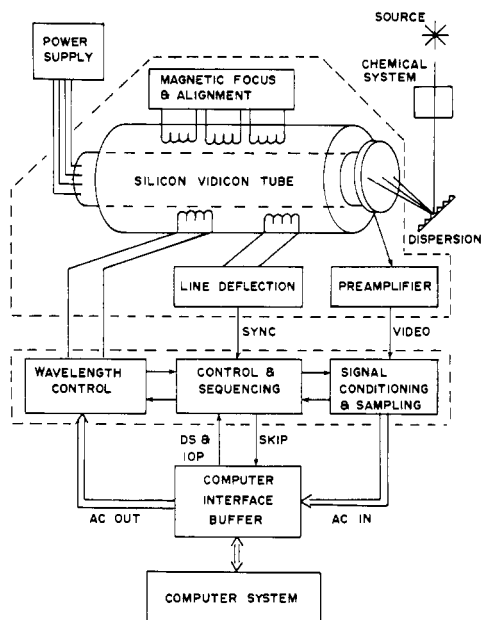 SOURCE
POWER
SUPPLY
CHEMICAL
SYSTEM
MAGNETIC FOCUS
& ALIGNMENT
SILICON VIDICON TUBE
DISPERSION
LINE DEFLECTION
PREAMPLIFIER
SYNC
VIDEO
WAVELENGTH
CONTROL
CONTROL &
SEQUENCING
SIGNAL
CONDITIONING
& SAMPLING
DS &
IOP
SKIP
COMPUTER
INTERFACE
BUFFER
AC OUT
AC IN
COMPUTER SYSTEM